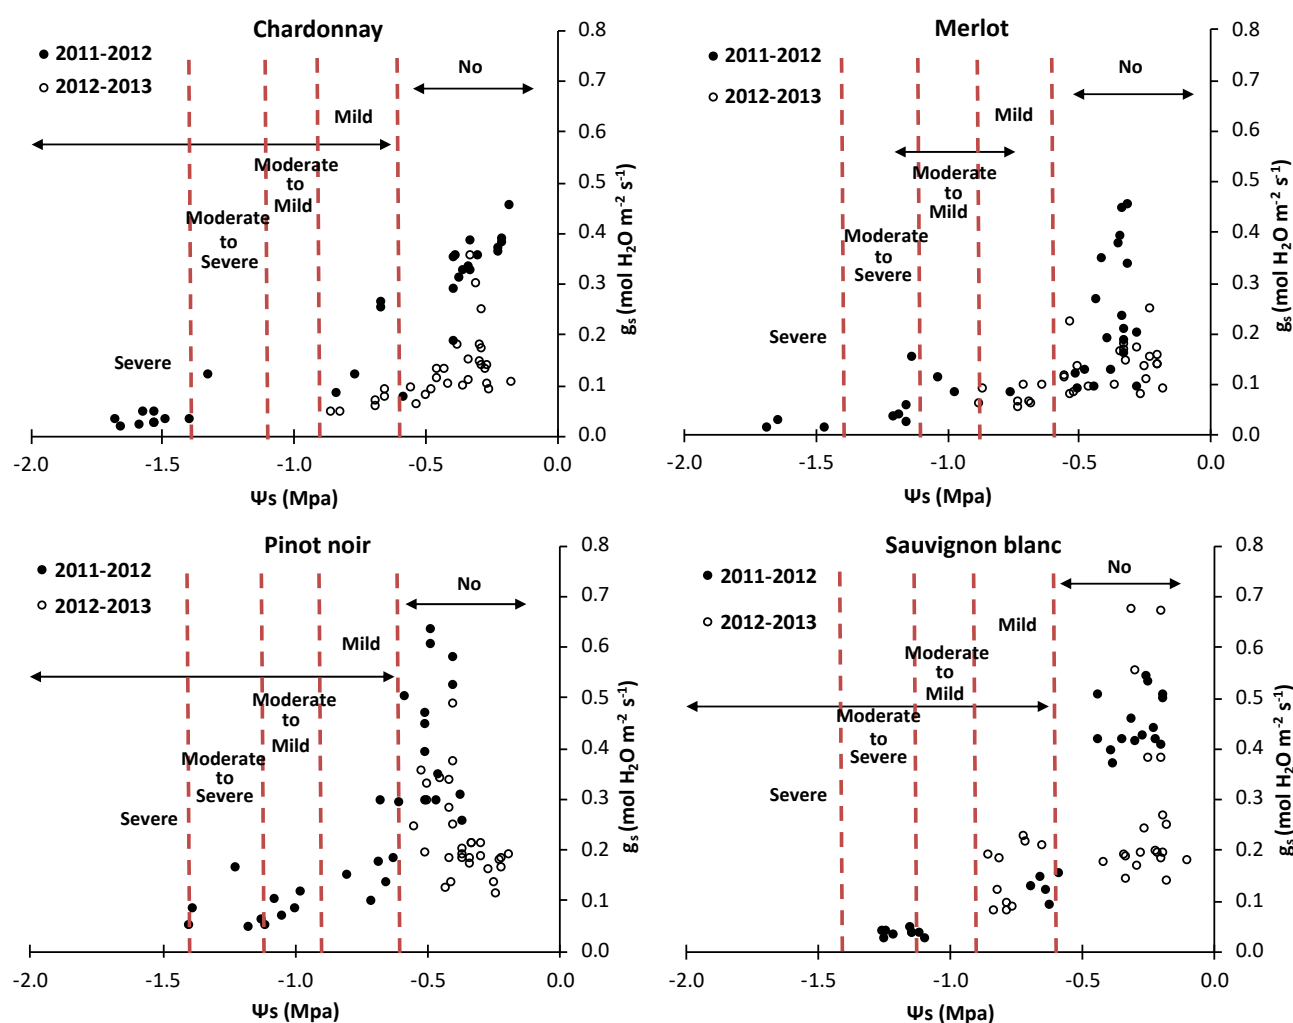 Chardonnay
2011-2012
2012-2013
No
Mild
Moderate
to
Mild
Moderate
to
Severe
Severe
0.8
0.7
0.6
0.5
0.4
0.3
0.2
0.1
0.0
gs (mol H2O m-2 s-1)
-2.0 -1.5 -1.0 -0.5 0.0
Ψs (Mpa)
Merlot
2011-2012
2012-2013
No
Mild
Moderate
to
Mild
Moderate
to
Severe
Severe
0.8
0.7
0.6
0.5
0.4
0.3
0.2
0.1
0.0
gs (mol H2O m-2 s-1)
-2.0 -1.5 -1.0 -0.5 0.0
Ψs (Mpa)
Pinot noir
2011-2012
2012-2013
No
Mild
Moderate
to
Mild
Moderate
to
Severe
Severe
0.8
0.7
0.6
0.5
0.4
0.3
0.2
0.1
0.0
gs (mol H2O m-2 s-1)
-2.0 -1.5 -1.0 -0.5 0.0
Ψs (Mpa)
Sauvignon blanc
2011-2012
2012-2013
No
Mild
Moderate
to
Mild
Moderate
to
Severe
Severe
0.8
0.7
0.6
0.5
0.4
0.3
0.2
0.1
0.0
gs (mol H2O m-2 s-1)
-2.0 -1.5 -1.0 -0.5 0.0
Ψs (Mpa)